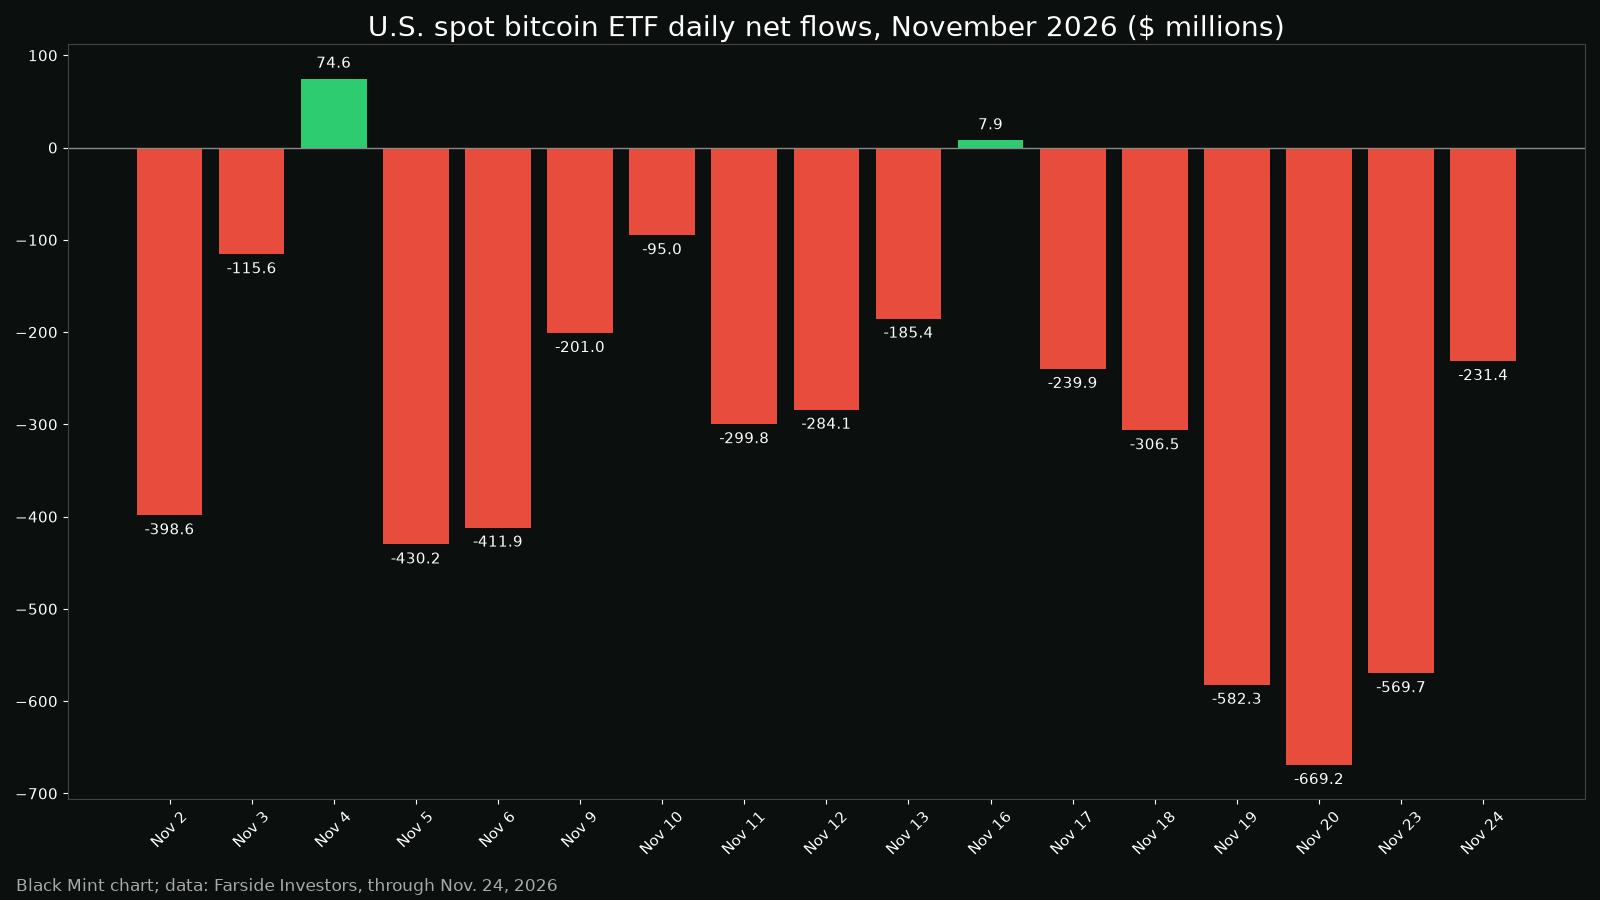 U.S. spot bitcoin ETF daily net flows, November 2026 ($ millions)
100
0
−100
−200
−300
−400
−500
−600
−700
-398.6
-115.6
74.6
-430.2
-411.9
-201.0
-95.0
-299.8
-284.1
-185.4
7.9
-239.9
-306.5
-582.3
-669.2
-569.7
-231.4
Nov 2
Nov 3
Nov 4
Nov 5
Nov 6
Nov 9
Nov 10
Nov 11
Nov 12
Nov 13
Nov 16
Nov 17
Nov 18
Nov 19
Nov 20
Nov 23
Nov 24
Black Mint chart; data: Farside Investors, through Nov. 24, 2026